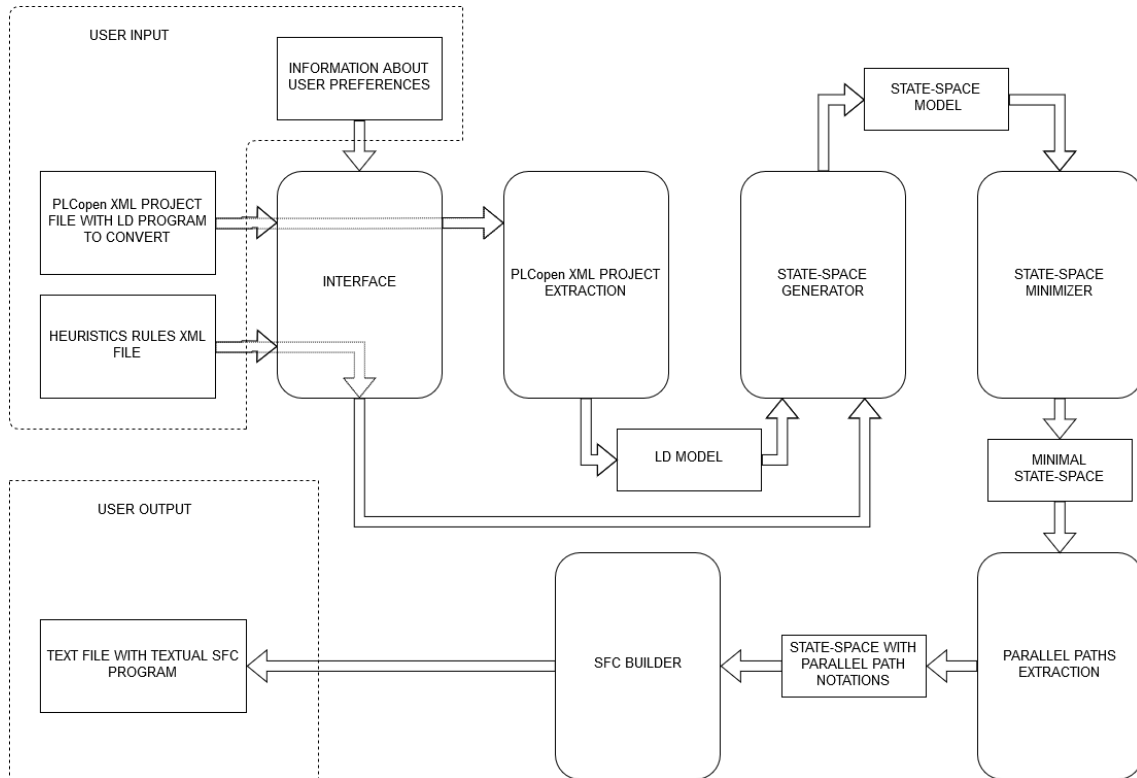 USER INPUT
INFORMATION ABOUT
USER PREFERENCES
STATE-SPACE
MODEL
PLCopen XML PROJECT
FILE WITH LD PROGRAM
TO CONVERT
INTERFACE
PLCopen XML PROJECT
EXTRACTION
STATE-SPACE
GENERATOR
STATE-SPACE
MINIMIZER
HEURISTICS RULES XML
FILE
LD MODEL
MINIMAL
STATE-SPACE
USER OUTPUT
TEXT FILE WITH TEXTUAL SFC
PROGRAM
SFC BUILDER
STATE-SPACE WITH
PARALLEL PATH
NOTATIONS
PARALLEL PATHS
EXTRACTION